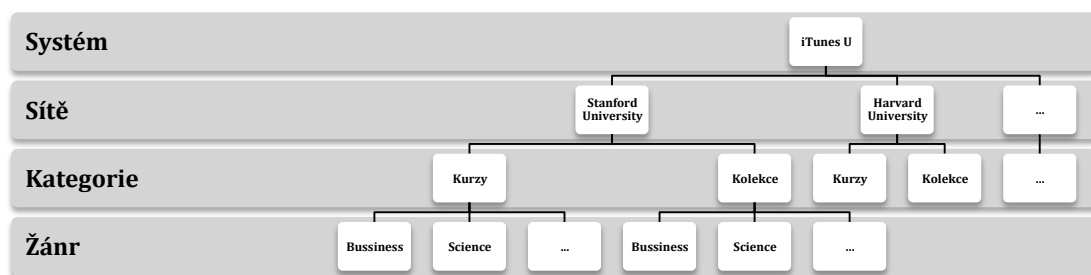 Systém
iTunes U
Sítě
Stanford
University
Harvard
University
...
Kategorie
Kurzy
Kolekce
Kurzy
Kolekce
...
Žánr
Bussiness
Science
...
Bussiness
Science
...